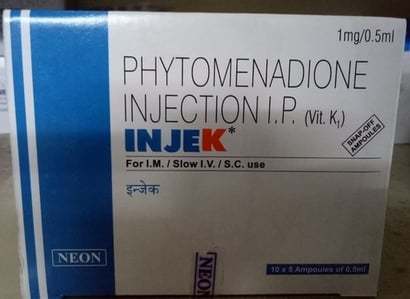 1mg/0.5ml
PHYTOMENADIONE
INJECTION I.P. (Vit. K₁)
INJEK*
SNAP-OFF
AMPOULES
For I.M. / Slow I.V. / S.C. use
इन्जेक
NEON
NEON
10 x 5 Ampoules of 0.5ml